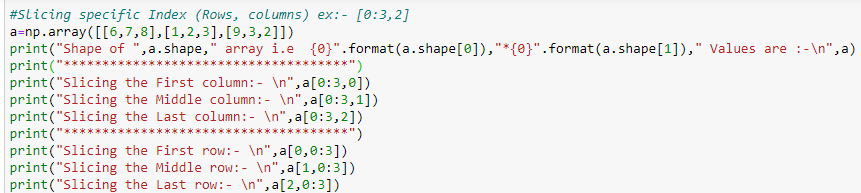 #Slicing specific Index (Rows, columns) ex:- [0:3,2]
a=np.array([[6,7,8],[1,2,3],[9,3,2]])
print("Shape of ",a.shape," array i.e  {0}".format(a.shape[0]),"*{0}".format(a.shape[1])," Values are :-\n",a)
print("*************************************")
print("Slicing the First column:- \n",a[0:3,0])
print("Slicing the Middle column:- \n",a[0:3,1])
print("Slicing the Last column:- \n",a[0:3,2])
print("*************************************")
print("Slicing the First row:- \n",a[0,0:3])
print("Slicing the Middle row:- \n",a[1,0:3])
print("Slicing the Last row:- \n",a[2,0:3])